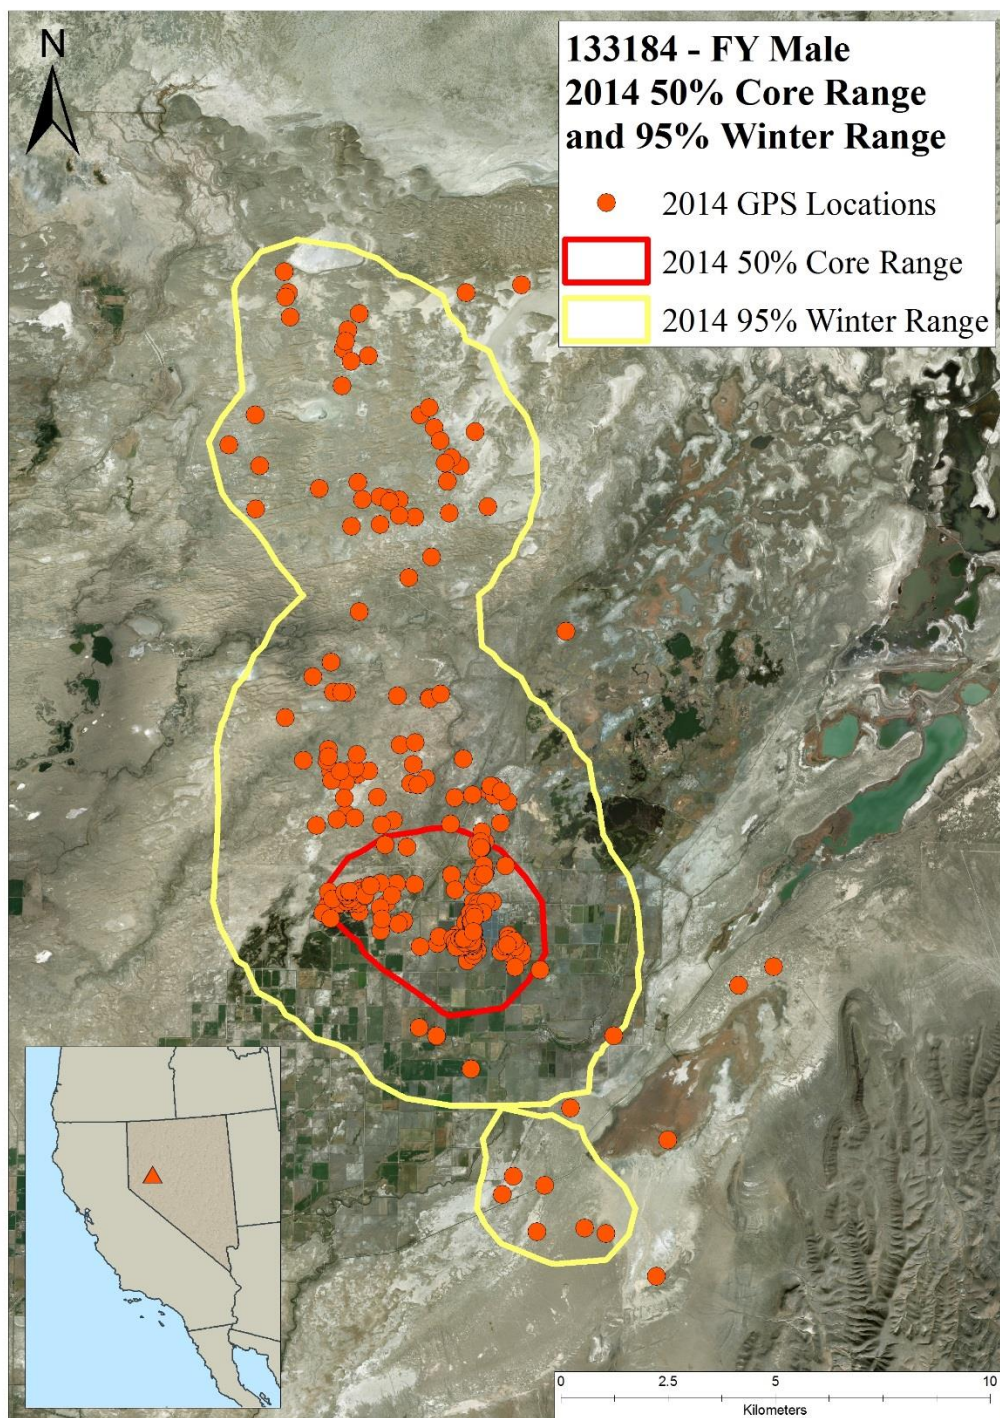 N
133184 - FY Male
2014 50% Core Range
and 95% Winter Range
2014 GPS Locations
2014 50% Core Range
2014 95% Winter Range
0 2.5 5 10
Kilometers